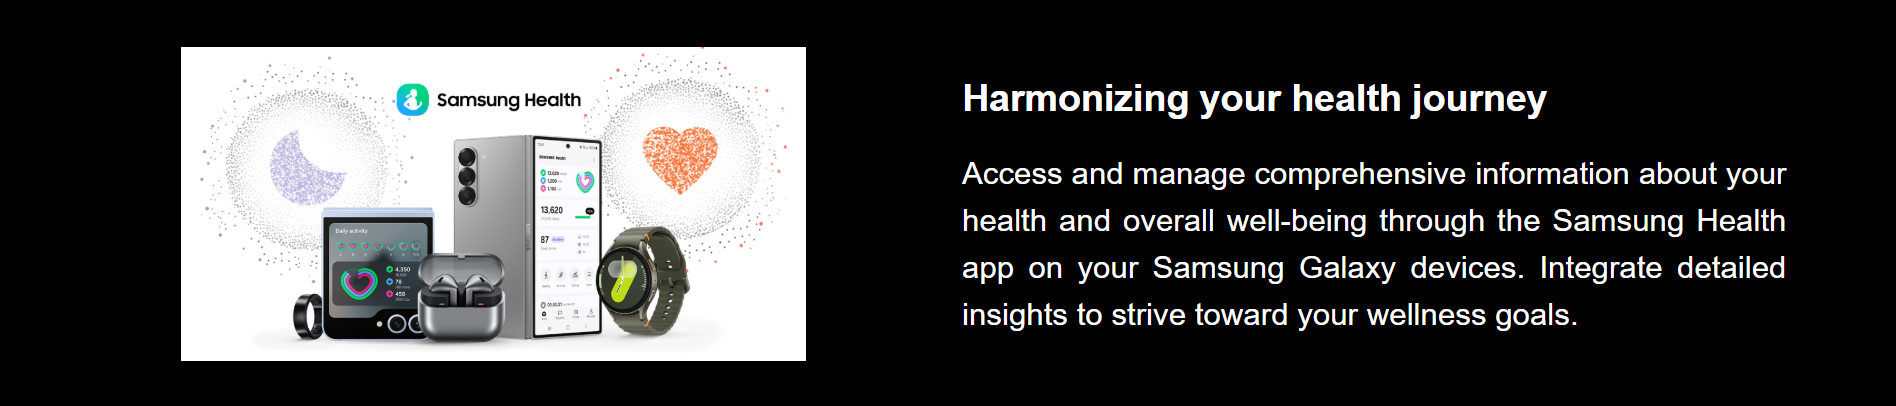 Samsung Health
Harmonizing your health journey
Access and manage comprehensive information about your
health and overall well-being through the Samsung Health
app on your Samsung Galaxy devices. Integrate detailed
insights to strive toward your wellness goals.
Daily activity
4,350
76
458
Samsung Health
13,620
87